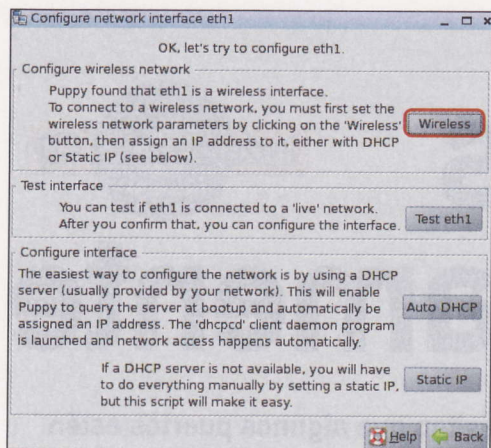 Configure network interface eth1
OK, let's try to configure eth1.
Configure wireless network
Puppy found that eth1 is a wireless interface.
To connect to a wireless network, you must first set the
wireless network parameters by clicking on the 'Wireless'
button, then assign an IP address to it, either with DHCP
or Static IP (see below).
Wireless
Test interface
You can test if eth1 is connected to a 'live' network.
After you confirm that, you can configure the interface.
Test eth1
Configure interface
The easiest way to configure the network is by using a DHCP
server (usually provided by your network). This will enable
Puppy to query the server at bootup and automatically be
assigned an IP address. The 'dhcpcd' client daemon program
is launched and network access happens automatically.
Auto DHCP
If a DHCP server is not available, you will have
to do everything manually by setting a static IP,
but this script will make it easy.
Static IP
Help
Back